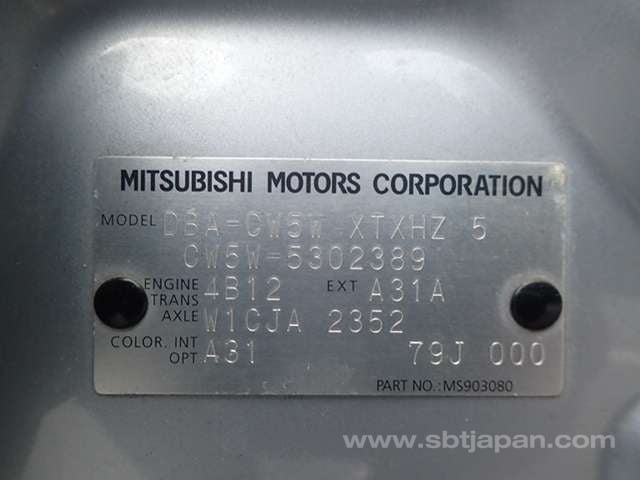 MITSUBISHI MOTORS CORPORATION
MODEL DBA-CW5W XTXHZ 5
CW5W-5302389
ENGINE 4B12 EXT A31A
TRANS
AXLE W1CJA 2352
COLOR. INT
OPT. A31 79J 000
PART NO.:MS903080
www.sbtjapan.com